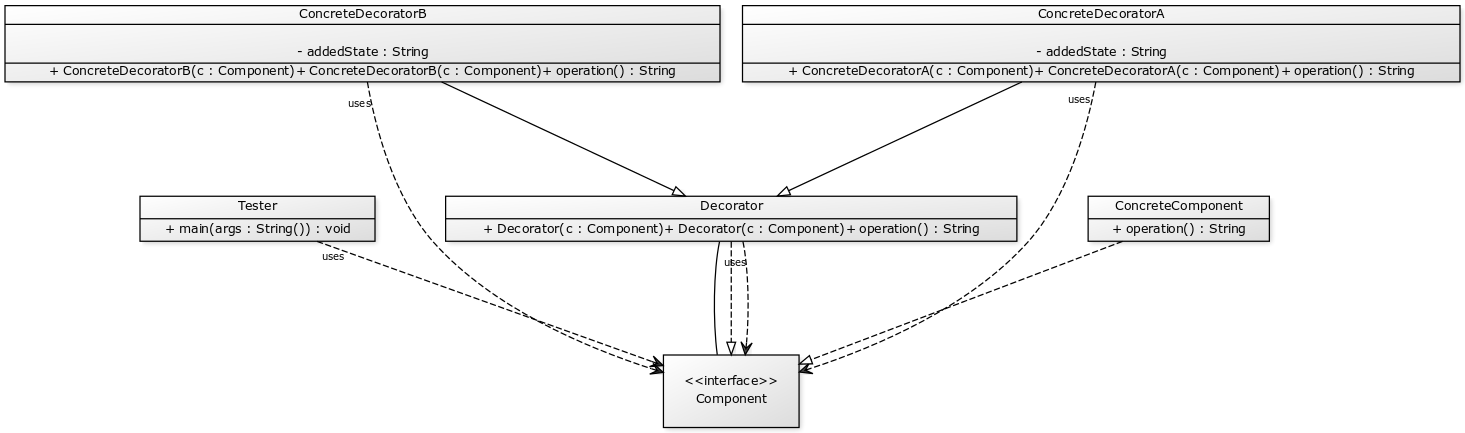 ConcreteDecoratorB
- addedState : String
+ ConcreteDecoratorB(c : Component)+ ConcreteDecoratorB(c : Component)+ operation() : String
ConcreteDecoratorA
- addedState : String
+ ConcreteDecoratorA(c : Component)+ ConcreteDecoratorA(c : Component)+ operation() : String
uses
uses
Tester
+ main(args : String()) : void
Decorator
+ Decorator(c : Component)+ Decorator(c : Component)+ operation() : String
ConcreteComponent
+ operation() : String
uses
uses
<<interface>>
Component